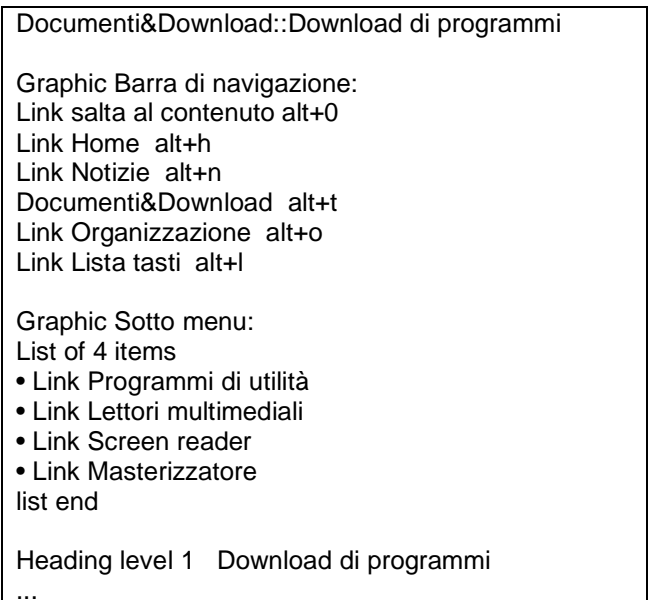 Documenti&Download::Download di programmi
Graphic Barra di navigazione:
Link salta al contenuto alt+0
Link Home  alt+h
Link Notizie  alt+n
Documenti&Download  alt+t
Link Organizzazione  alt+o
Link Lista tasti  alt+l
Graphic Sotto menu:
List of 4 items
• Link Programmi di utilità
• Link Lettori multimediali
• Link Screen reader
• Link Masterizzatore
list end
Heading level 1   Download di programmi
...